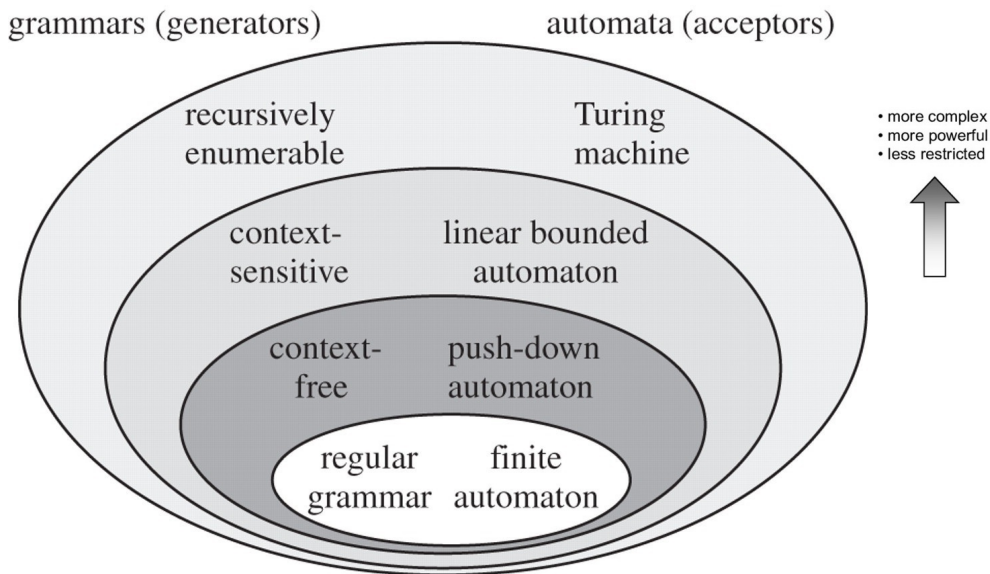 grammars (generators)
automata (acceptors)
recursively
enumerable
Turing
machine
• more complex
• more powerful
• less restricted
context-
sensitive
linear bounded
automaton
context-
free
push-down
automaton
regular
grammar
finite
automaton